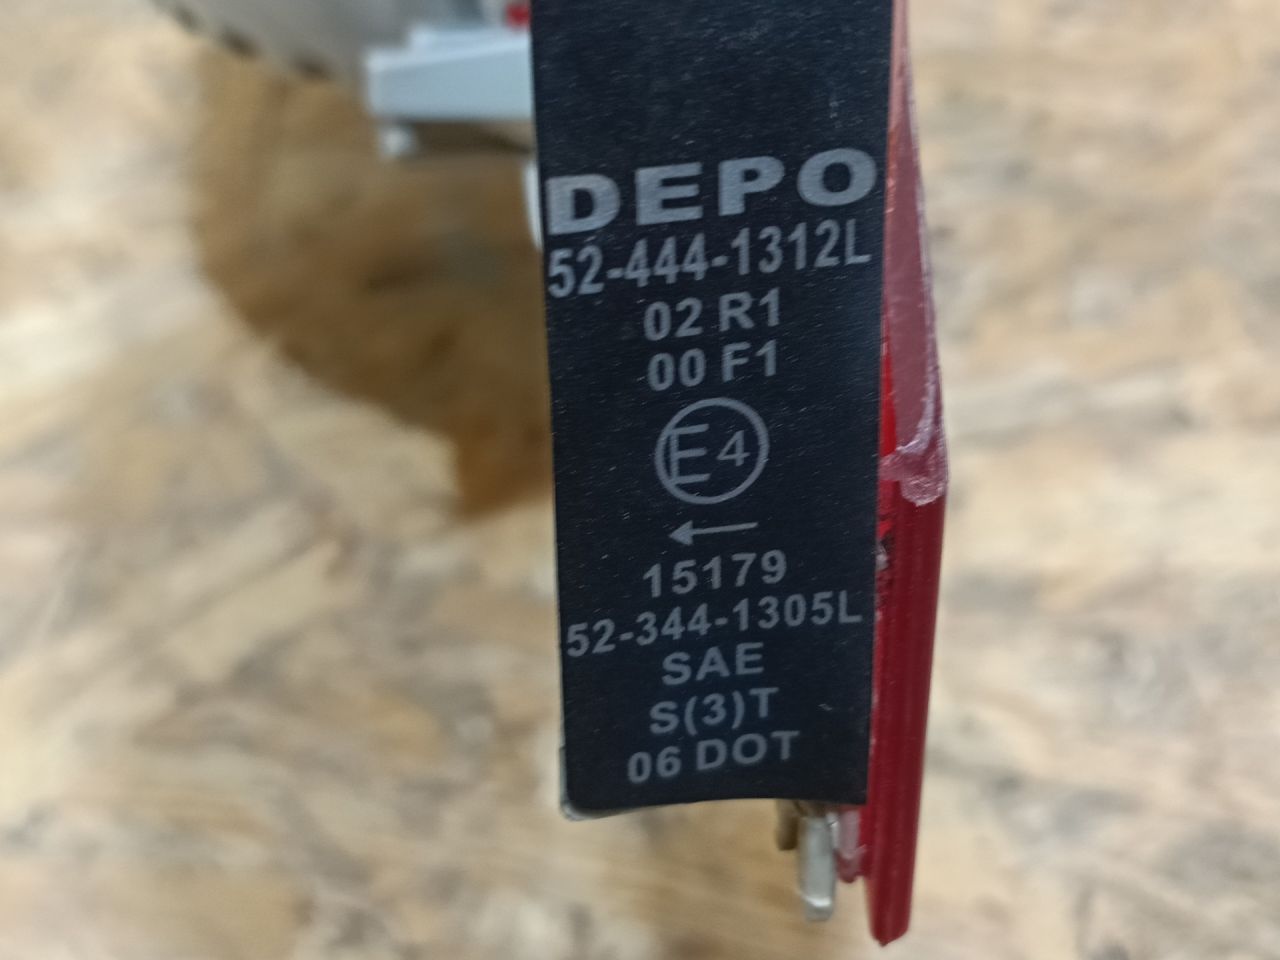 DEPO
52-444-1312L
02 R1
00 F1
E4
←
15179
52-344-1305L
SAE
S(3)T
06 DOT